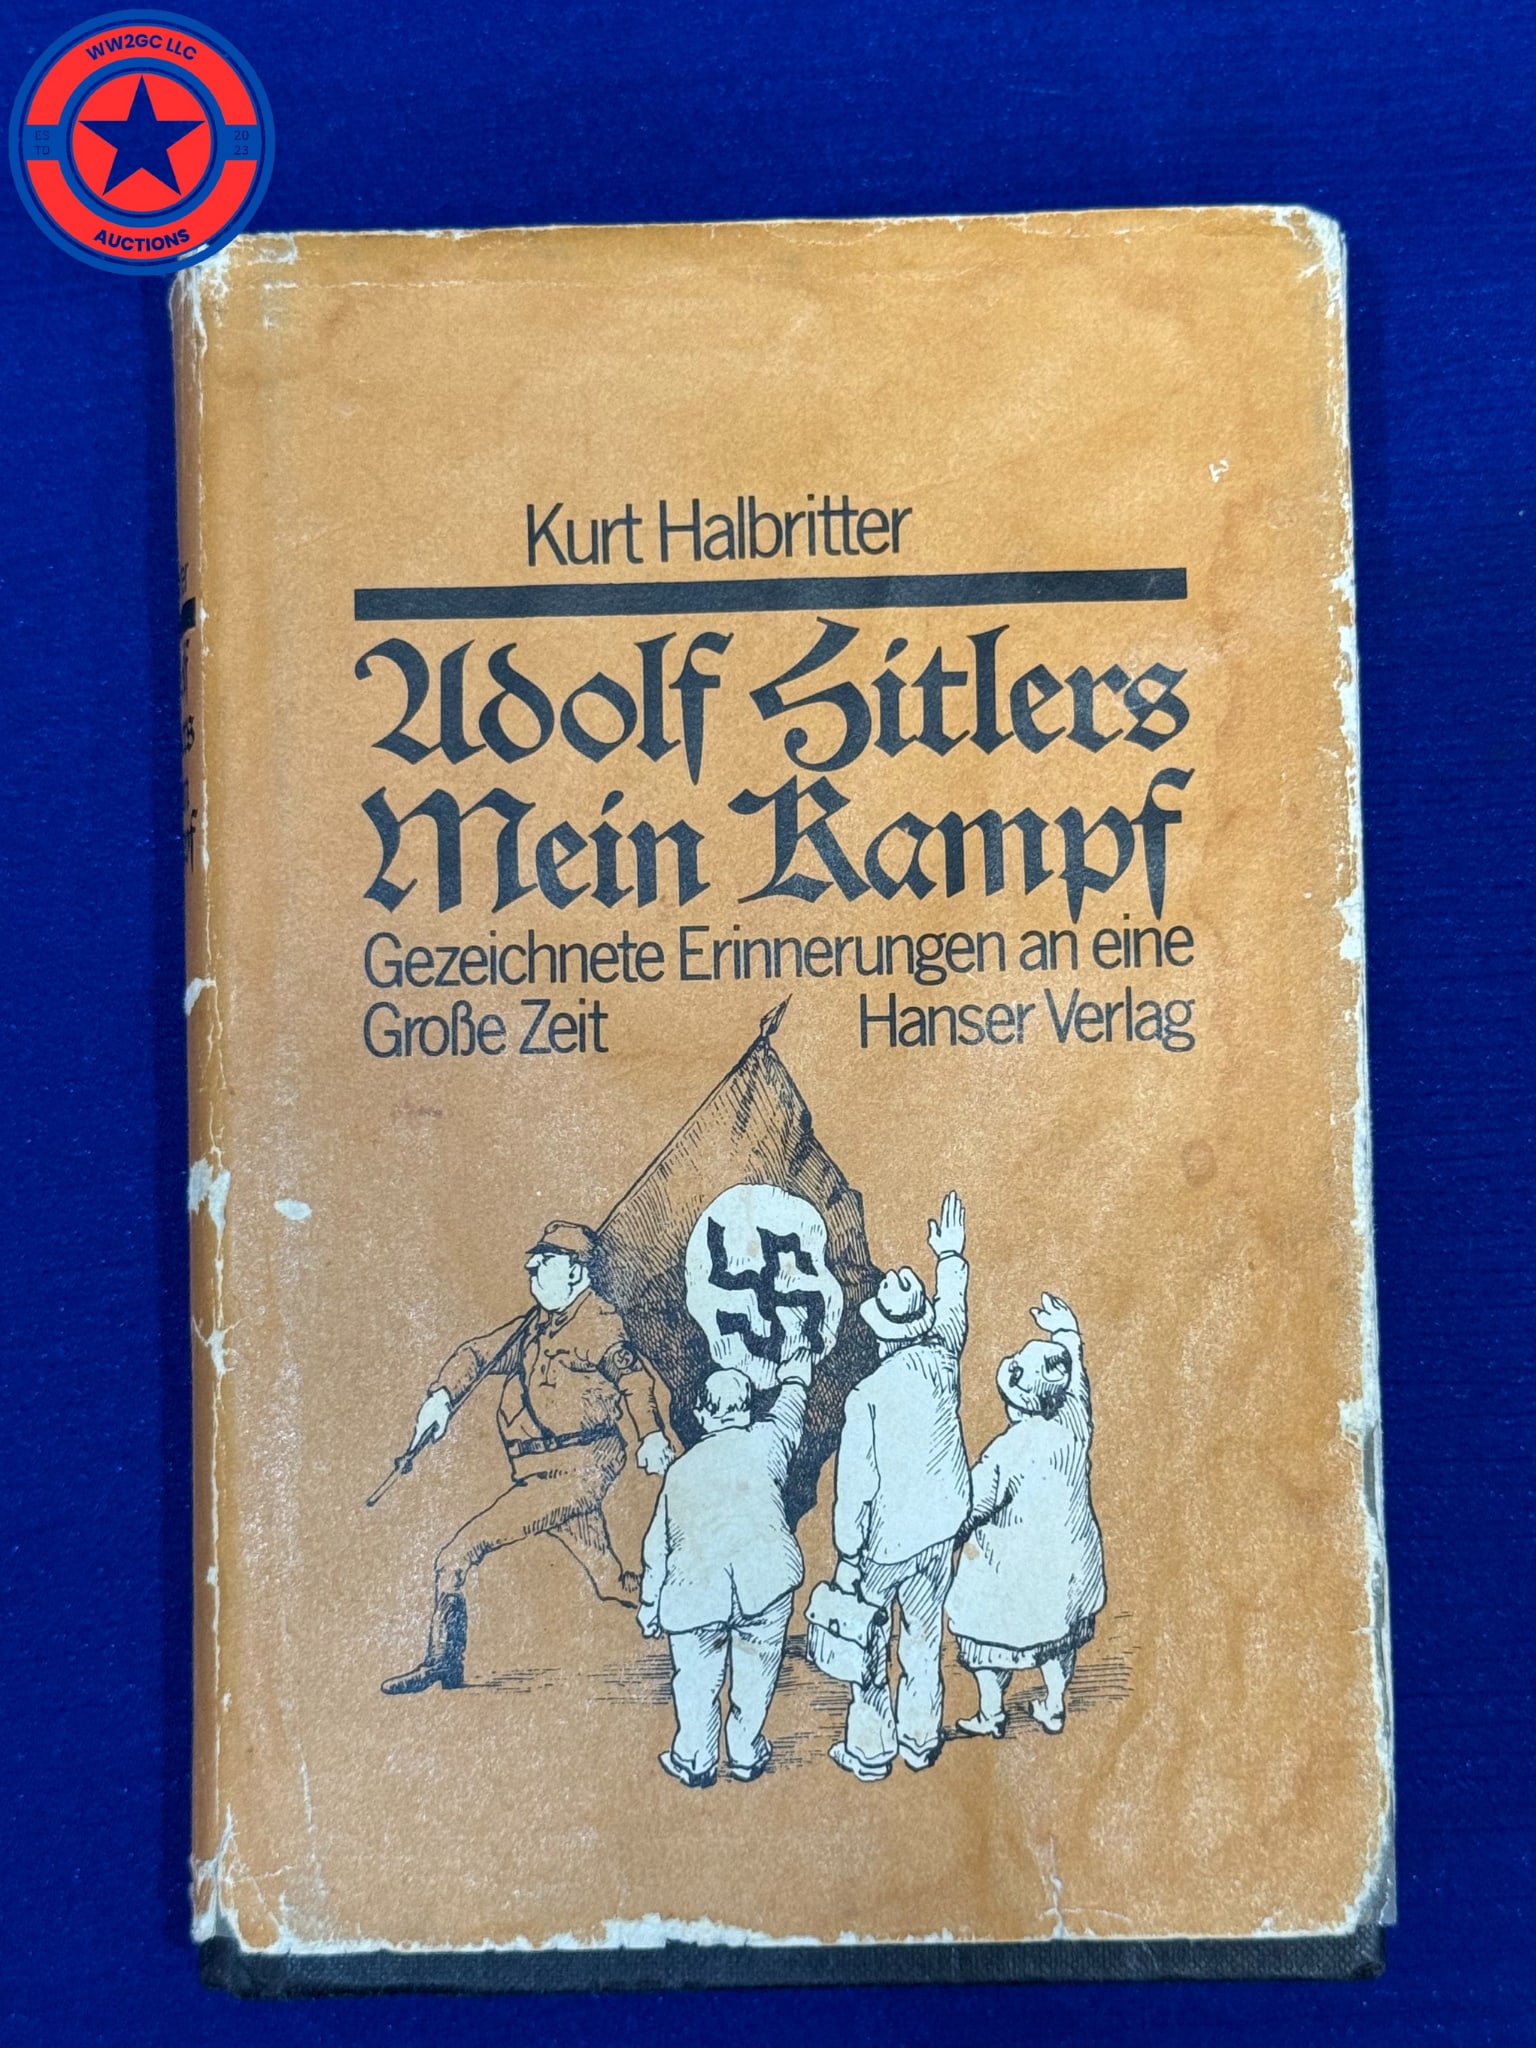 WW2GC LLC
ES TD
20 23
AUCTIONS
Kurt Halbritter
Adolf Hitlers
Mein Kampf
Gezeichnete Erinnerungen an eine
Große Zeit
Hanser Verlag